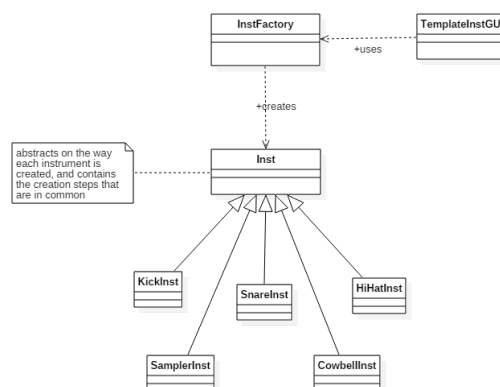 InstFactory
TemplateInstGU
+uses
+creates
abstracts on the way
each instrument is
created, and contains
the creation steps that
are in common
Inst
KickInst
SnareInst
HiHatInst
SamplerInst
CowbellInst